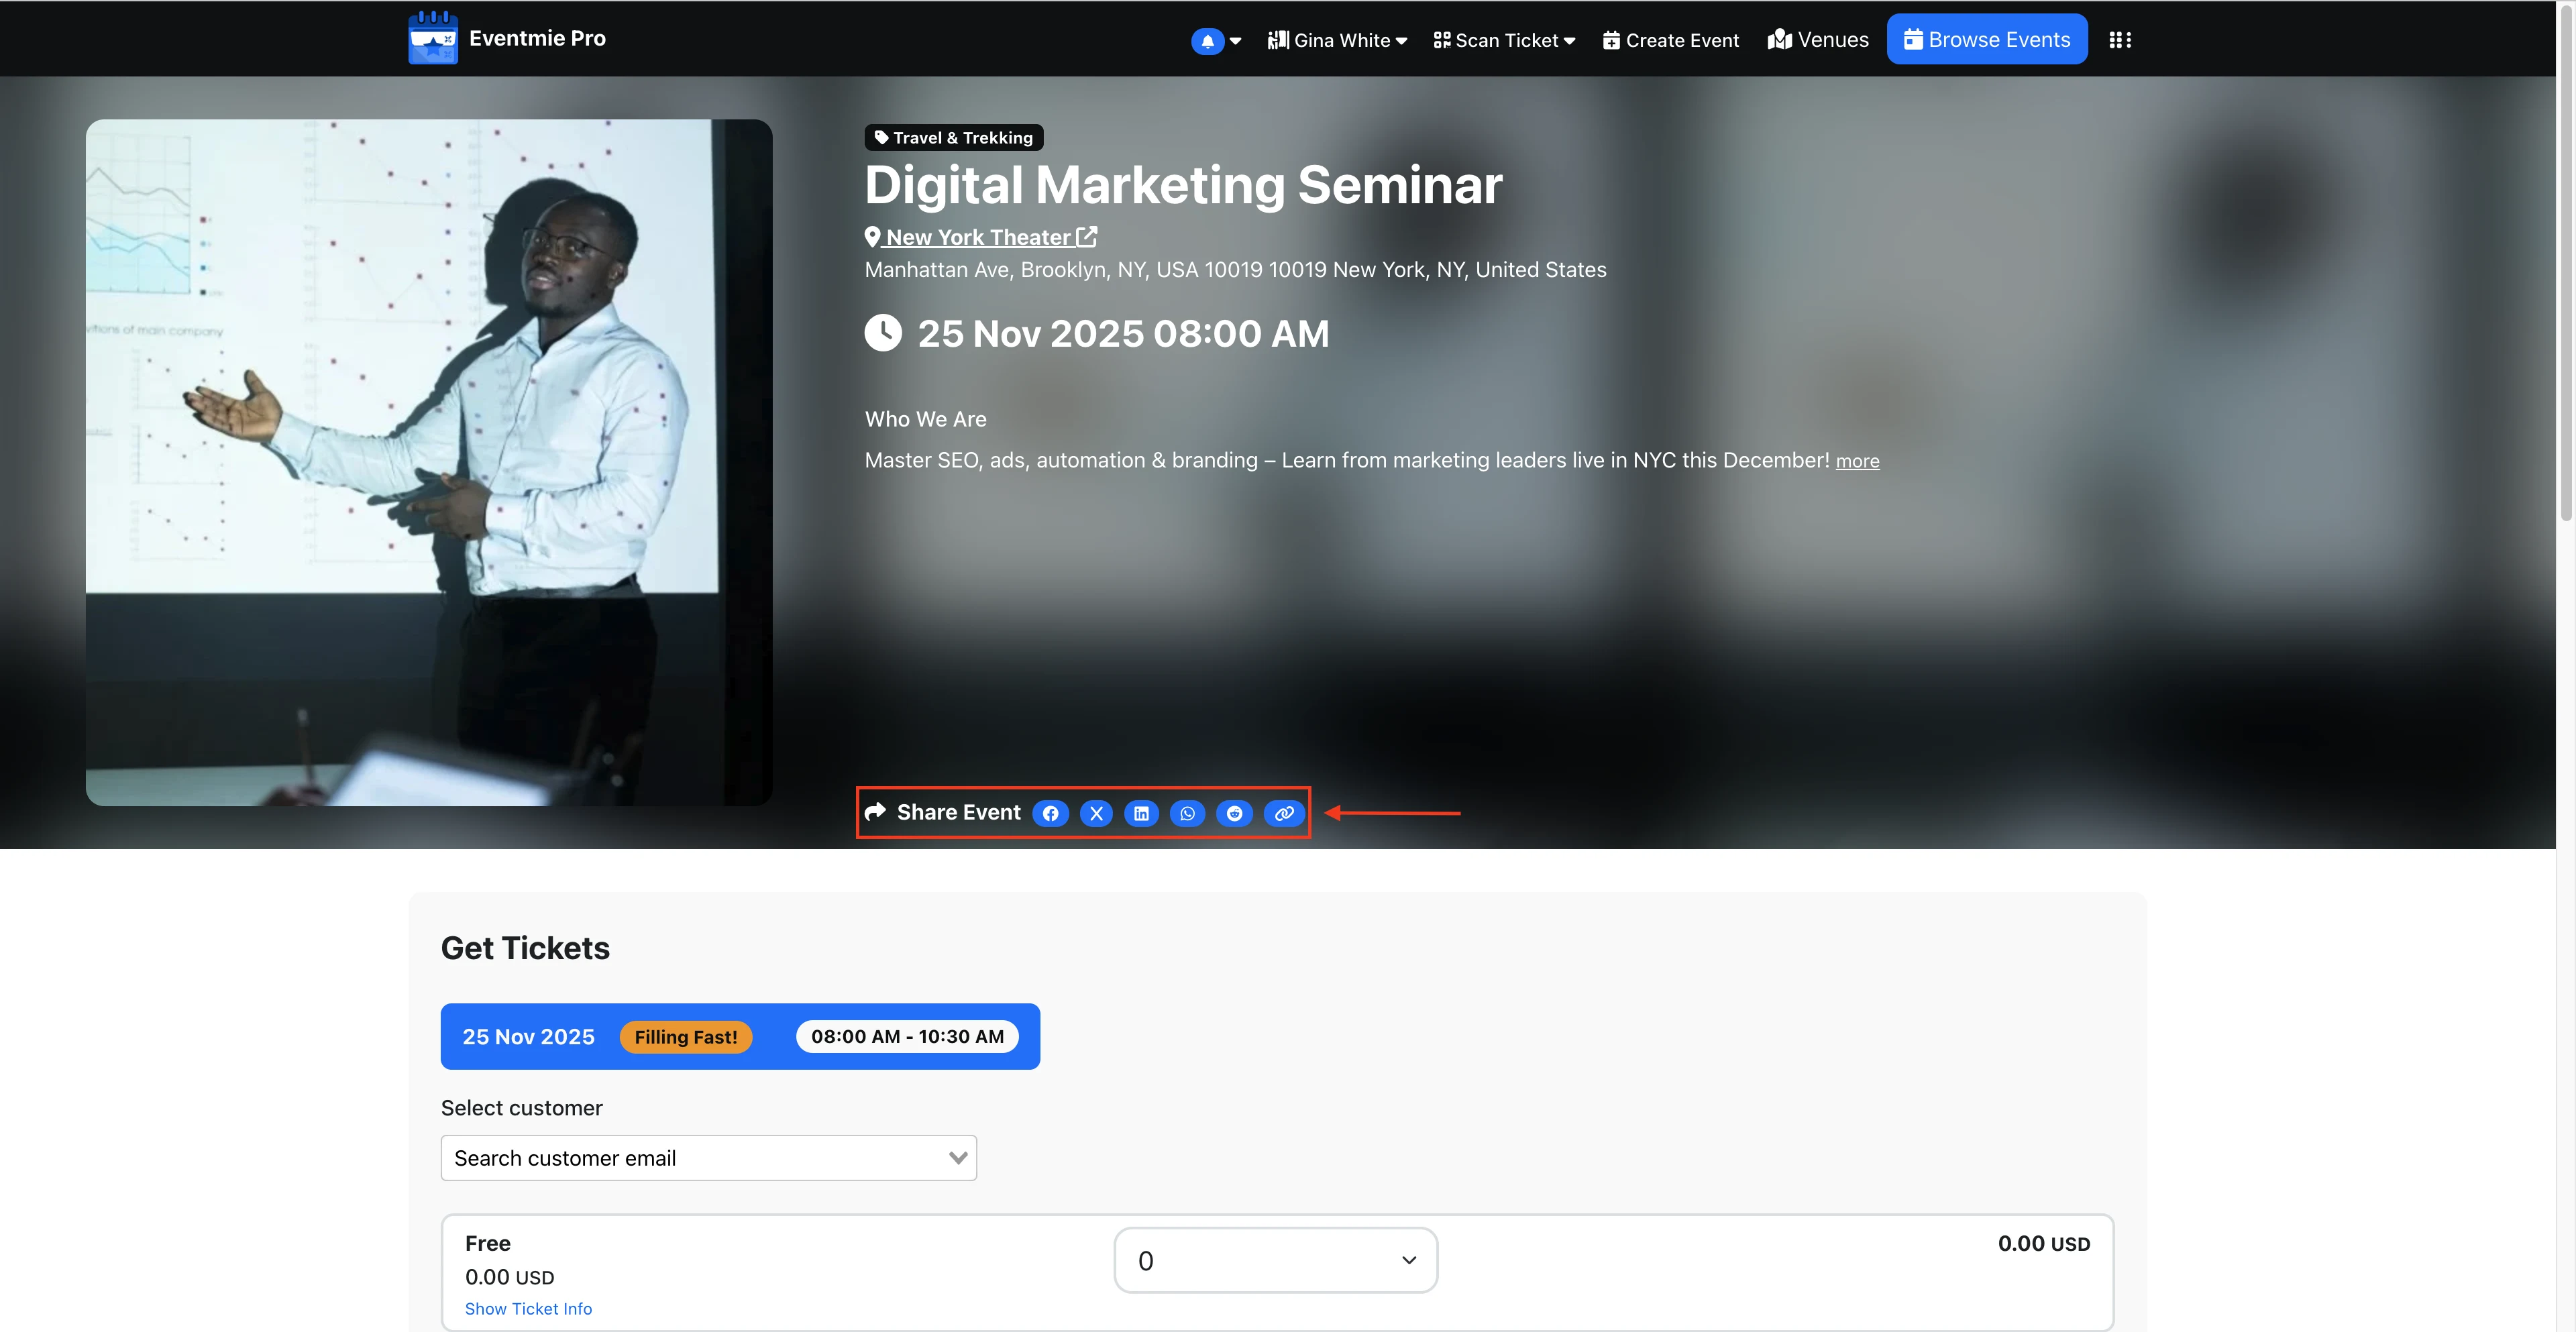 Eventmie Pro
Gina White
Scan Ticket
Create Event
Venues
Browse Events
Travel & Trekking
Digital Marketing Seminar
New York Theater
Manhattan Ave, Brooklyn, NY, USA 10019 10019 New York, NY, United States
25 Nov 2025 08:00 AM
of main company
Who We Are
Master SEO, ads, automation & branding – Learn from marketing leaders live in NYC this December! more
Share Event
Get Tickets
25 Nov 2025 Filling Fast! 08:00 AM - 10:30 AM
Select customer
Search customer email
Free
0
0.00 USD
0.00 USD
Show Ticket Info